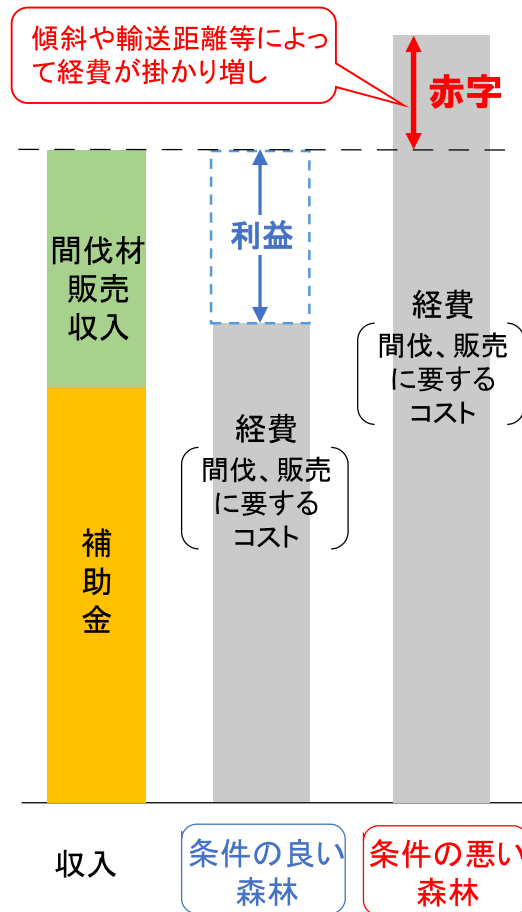 傾斜や輸送距離等によっ
て経費が掛かり増し
赤字
間伐材
販売
収入
利益
経費
間伐、販売
に要する
コスト
経費
間伐、販売
に要する
コスト
補
助
金
収入
条件の良い
森林
条件の悪い
森林